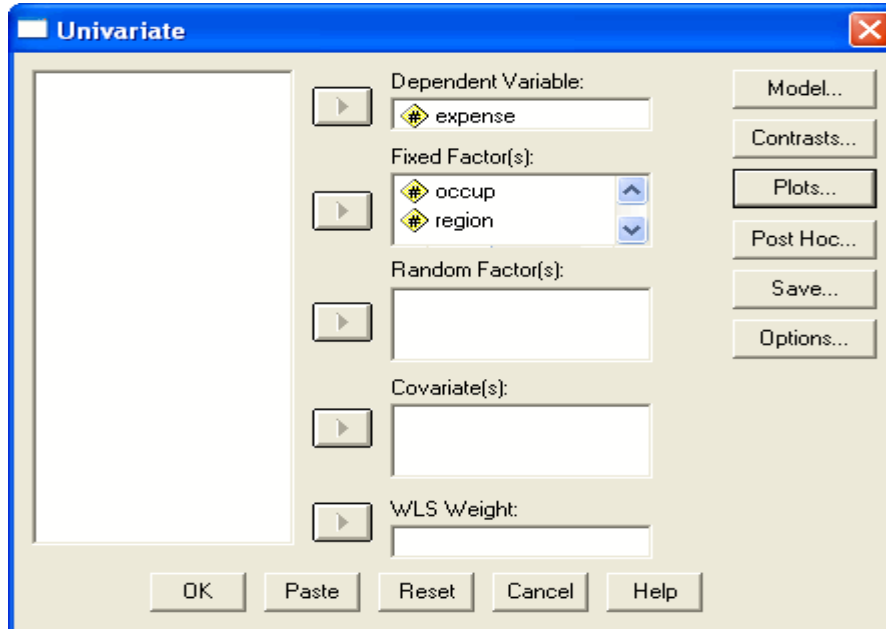 Univariate
Dependent Variable:
# expense
Fixed Factor(s):
# occup
# region
Random Factor(s):
Covariate(s):
WLS Weight:
Model...
Contrasts...
Plots...
Post Hoc...
Save...
Options...
OK
Paste
Reset
Cancel
Help